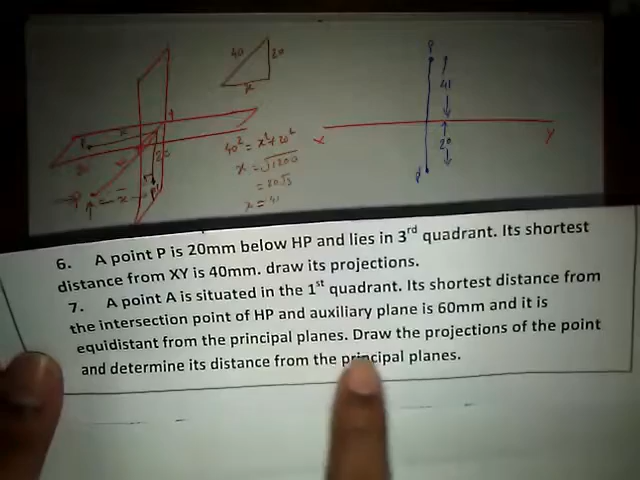 40
20
x
40² = x² + 20²
x = √1200
P
41
20
X
Y
6. A point P is 20mm below HP and lies in 3rd quadrant. Its shortest
distance from XY is 40mm. draw its projections.
7. A point A is situated in the 1st quadrant. Its shortest distance from
the intersection point of HP and auxiliary plane is 60mm and it is
equidistant from the principal planes. Draw the projections of the point
and determine its distance from the principal planes.